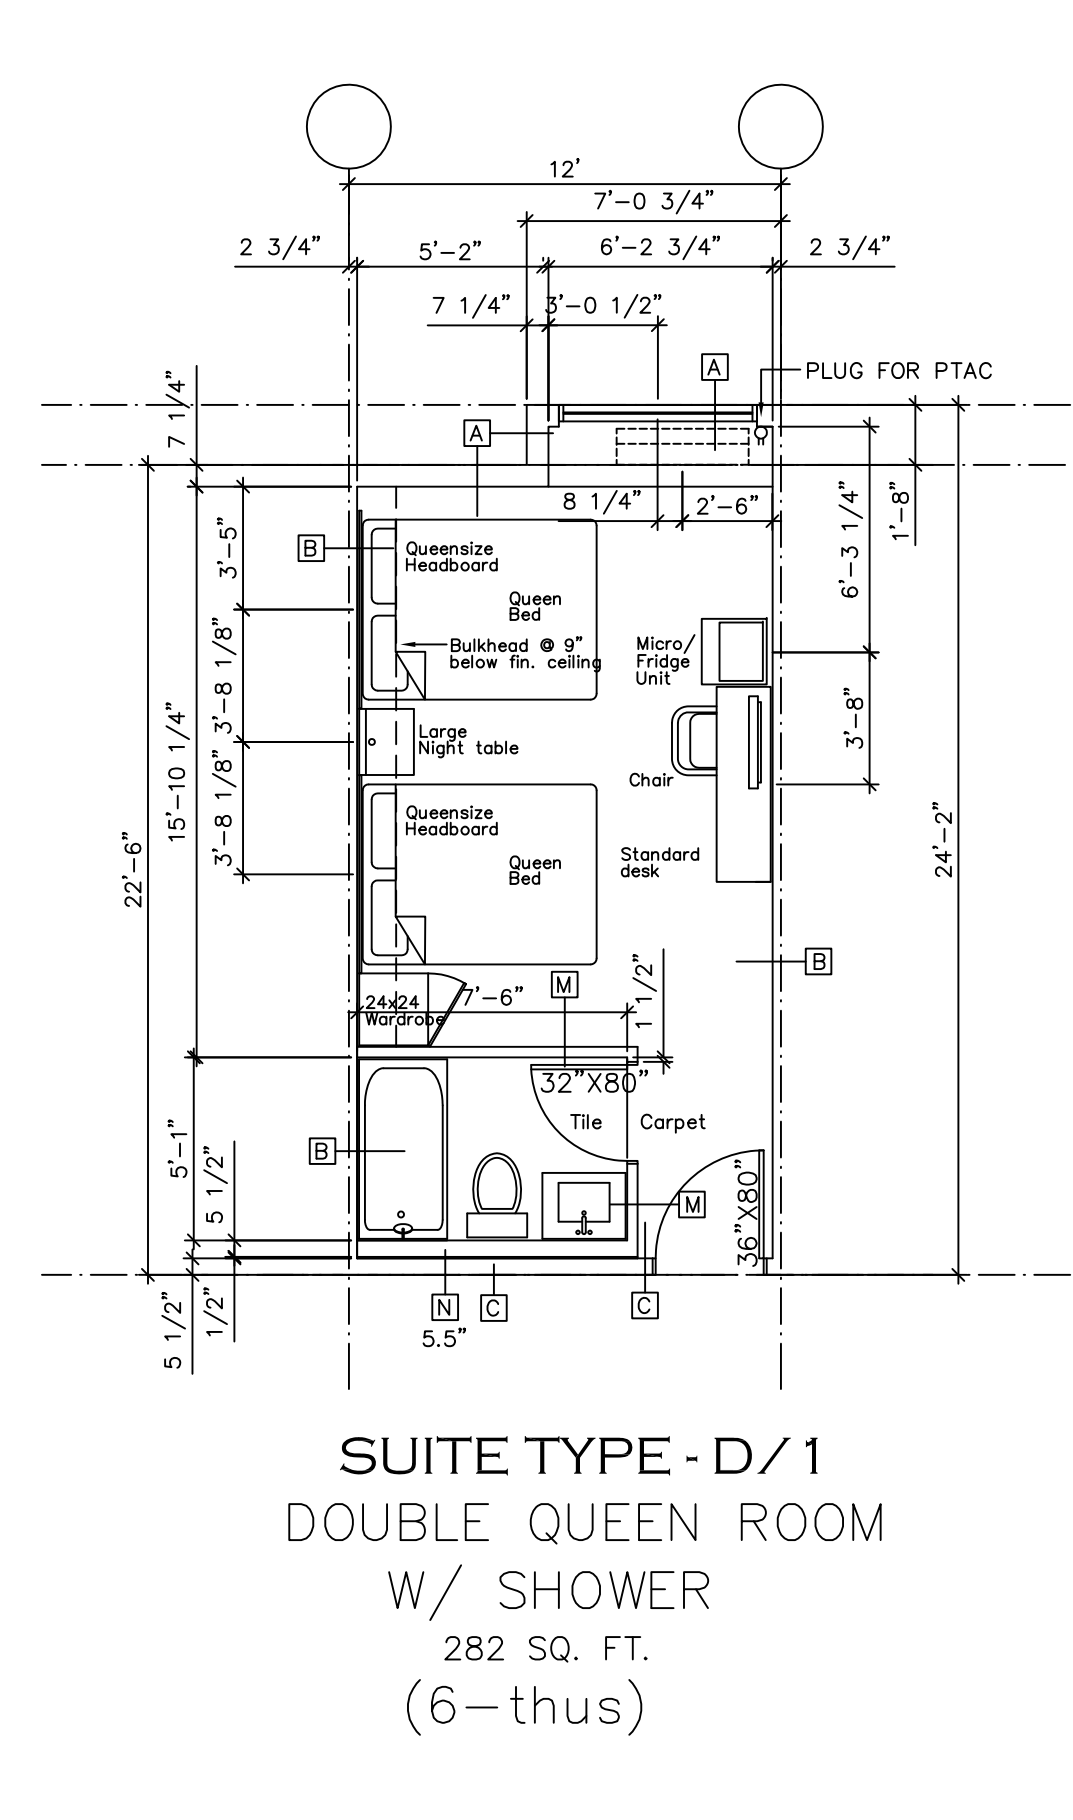 12'
7'-0 3/4"
2 3/4"
5'-2"
6'-2 3/4"
2 3/4"
7 1/4"
3'-0 1/2"
A
PLUG FOR PTAC
7 1/4"
A
8 1/4"
2'-6"
6'-3 1/4"
1'-8"
3'-5"
B
Queensize
Headboard
Queen
Bed
Bulkhead @ 9"
below fin. ceiling
Micro/
Fridge
Unit
3'-8 1/8"
15'-10 1/4"
Large
Night table
3'-8"
Chair
3'-8 1/8"
Queensize
Headboard
Queen
Bed
Standard
desk
22'-6"
24'-2"
B
M
1 1/2"
24x24
Wardrobe
7'-6"
32"X80"
Tile
Carpet
5'-1"
B
5 1/2"
M
36"X80"
5 1/2"
1/2"
N
C
C
5.5"
SUITE TYPE - D/1
DOUBLE QUEEN ROOM
W/ SHOWER
282 SQ. FT.
(6-thus)